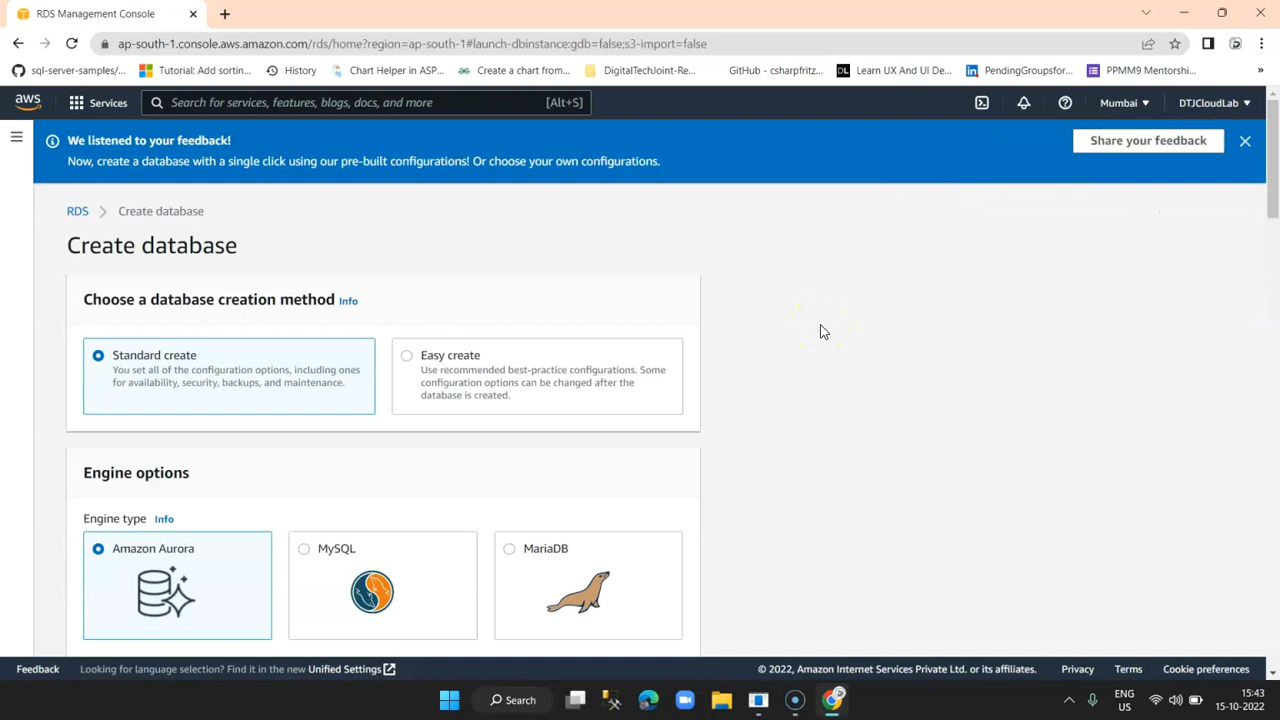 RDS Management Console
ap-south-1.console.aws.amazon.com/rds/home?region=ap-south-1#launch-dbinstance:gdb=false;s3-import=false
sql-server-samples/... Tutorial: Add sortin... History Chart Helper in ASP... Create a chart from... DigitalTechJoint-Re... GitHub - csharpfritz... DL Learn UX And UI De... PendingGroupsfor... PPMM9 Mentorshi... »
aws Services Search for services, features, blogs, docs, and more [Alt+S] Mumbai DTJCloudLab
We listened to your feedback!
Now, create a database with a single click using our pre-built configurations! Or choose your own configurations.
Share your feedback
RDS Create database
Create database
Choose a database creation method Info
Standard create
You set all of the configuration options, including ones
for availability, security, backups, and maintenance.
Easy create
Use recommended best-practice configurations. Some
configuration options can be changed after the
database is created.
Engine options
Engine type Info
Amazon Aurora
MySQL
MariaDB
Feedback Looking for language selection? Find it in the new Unified Settings © 2022, Amazon Internet Services Private Ltd. or its affiliates. Privacy Terms Cookie preferences
Search
ENG
US
15:43
15-10-2022